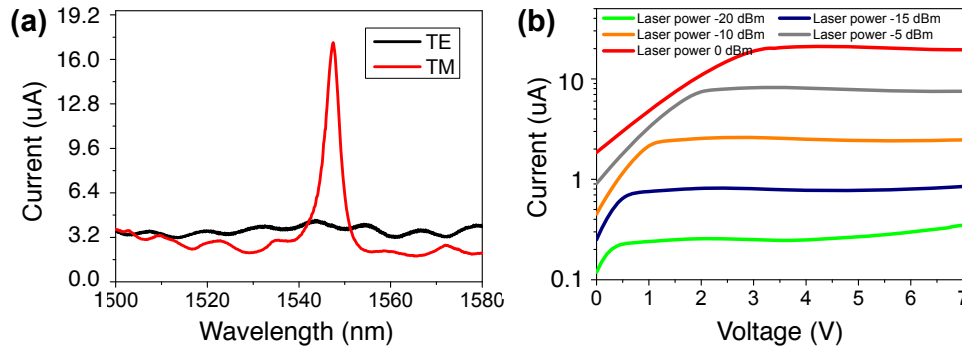 (a)
19.2
16.0
12.8
9.6
6.4
3.2
0.0
Current (uA)
TE
TM
1500
1520
1540
1560
1580
Wavelength (nm)
(b)
Laser power -20 dBm
Laser power -15 dBm
Laser power -10 dBm
Laser power -5 dBm
Laser power 0 dBm
10
1
0.1
Current (uA)
0
1
2
3
4
5
6
7
Voltage (V)